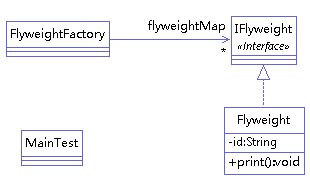 flyweightMap
FlyweightFactory
*
IFlyweight
«Interface»
Flyweight
-id:String
+print():void
MainTest